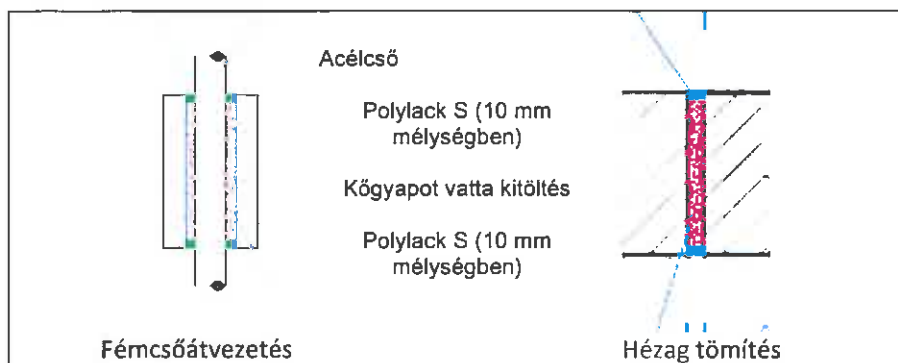 Acélcső
Polylack S (10 mm
mélységben)
Kőgyapot vatta kitöltés
Polylack S (10 mm
mélységben)
Fémcsőátvezetés
Hézag tömítés